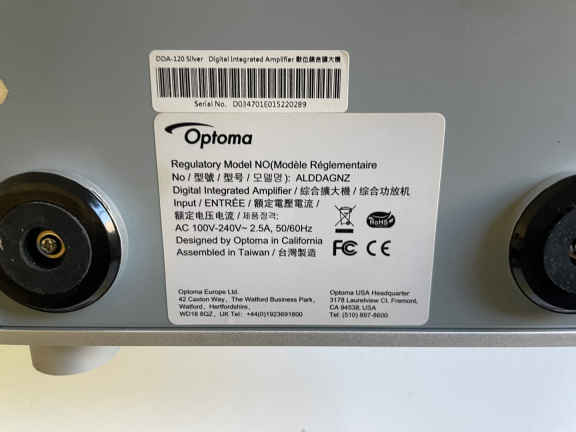 DDA-120 Silver Digital Integrated Amplifier 數位綜合擴大機
Serial No. D034701E015220289
Optoma
Regulatory Model NO(Modèle Réglementaire
No / 型號 / 型号 / 모델명 ): ALDDAGNZ
Digital Integrated Amplifier / 綜合擴大機 / 综合功放机
Input / ENTRÉE / 額定電壓電流 /
额定电压电流 / 제품정격:
AC 100V-240V~ 2.5A, 50/60Hz
Designed by Optoma in California
Assembled in Taiwan / 台灣製造
RoHS
FC CE
Optoma Europe Ltd.
42 Caxton Way, The Watford Business Park,
Watford, Hertfordshire,
WD18 8QZ, UK Tel: +44(0)1923691800
Optoma USA Headquarter
3178 Laurelview Ct. Fremont,
CA 94538, USA
Tel: (510) 897-8600